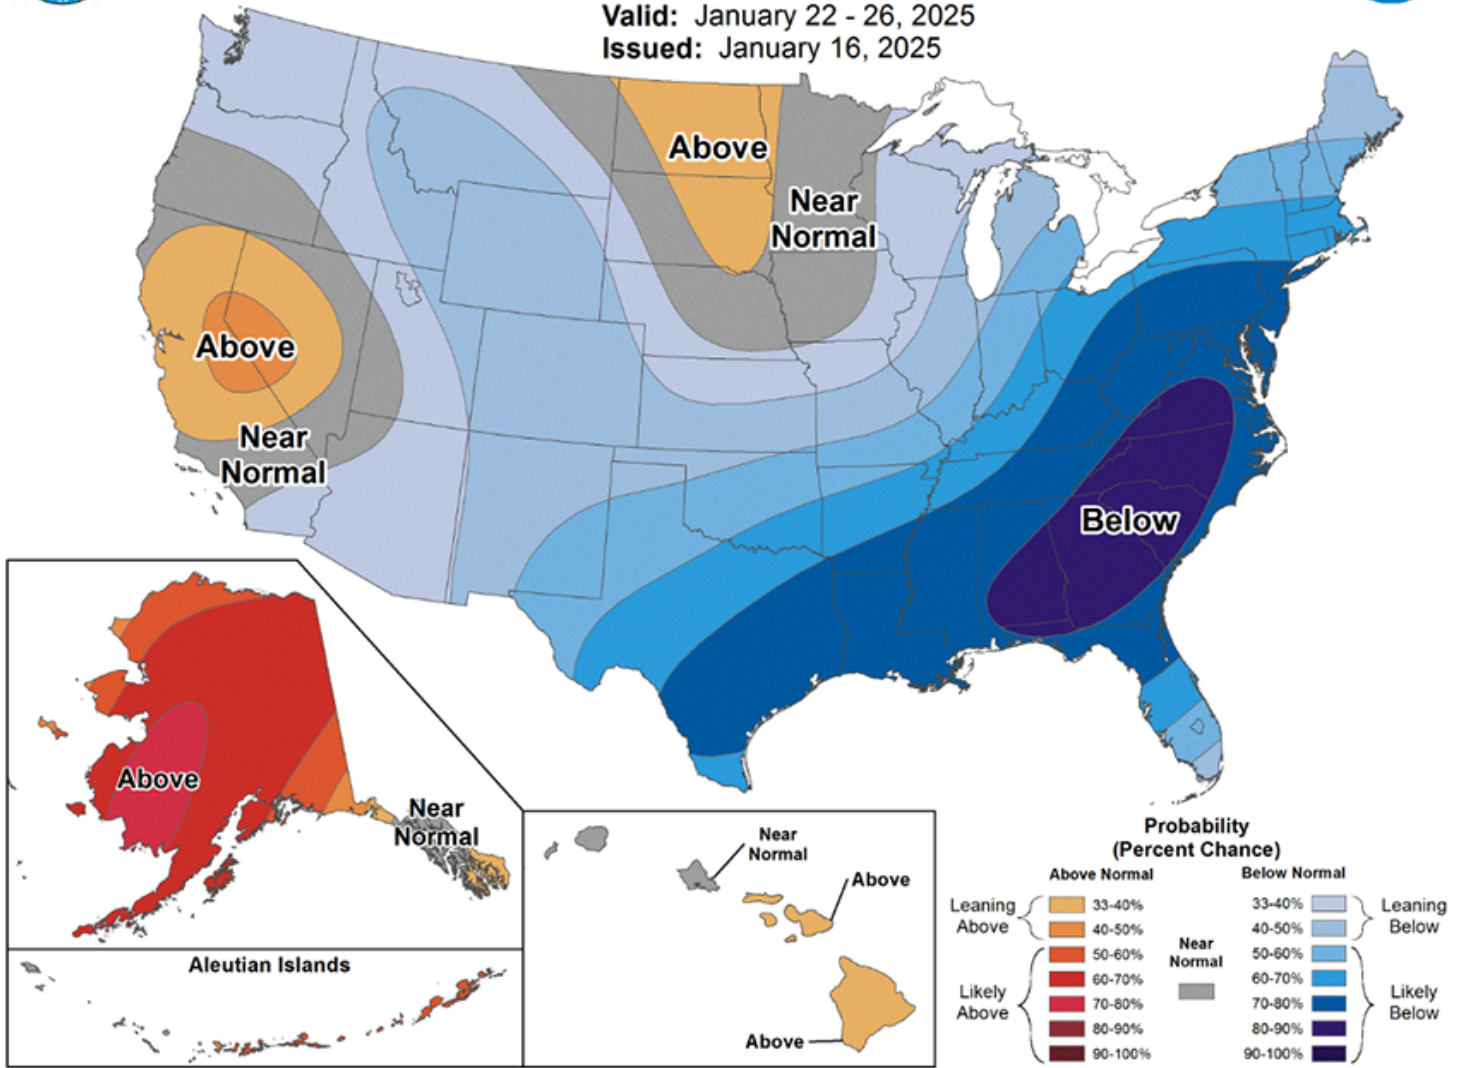 Valid: January 22 - 26, 2025
Issued: January 16, 2025
Above
Near
Normal
Above
Near
Normal
Below
Above
Near
Normal
Aleutian Islands
Near
Normal
Above
Above
Probability
(Percent Chance)
Above Normal
Below Normal
Leaning
Above
33-40%
40-50%
50-60%
60-70%
70-80%
80-90%
90-100%
Likely
Above
Near
Normal
33-40%
40-50%
50-60%
60-70%
70-80%
80-90%
90-100%
Leaning
Below
Likely
Below